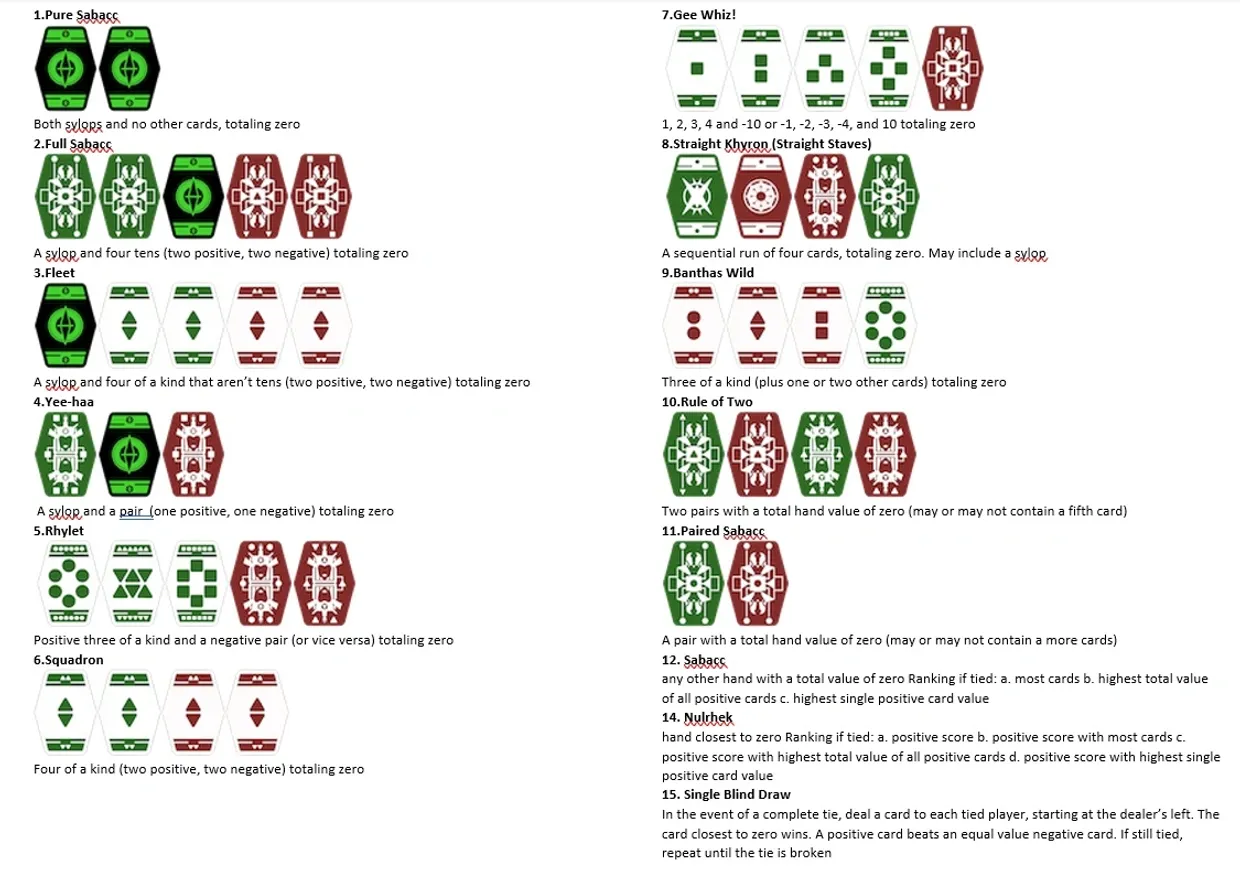 1.Pure Sabacc
Both sylops and no other cards, totaling zero
2.Full Sabacc
A sylop and four tens (two positive, two negative) totaling zero
3.Fleet
A sylop and four of a kind that aren’t tens (two positive, two negative) totaling zero
4.Yee-haa
A sylop and a pair (one positive, one negative) totaling zero
5.Rhylet
Positive three of a kind and a negative pair (or vice versa) totaling zero
6.Squadron
Four of a kind (two positive, two negative) totaling zero
7.Gee Whiz!
1, 2, 3, 4 and -10 or -1, -2, -3, -4, and 10 totaling zero
8.Straight Khyron (Straight Staves)
A sequential run of four cards, totaling zero. May include a sylop
9.Banthas Wild
Three of a kind (plus one or two other cards) totaling zero
10.Rule of Two
Two pairs with a total hand value of zero (may or may not contain a fifth card)
11.Paired Sabacc
A pair with a total hand value of zero (may or may not contain a more cards)
12. Sabacc
any other hand with a total value of zero Ranking if tied: a. most cards b. highest total value
of all positive cards c. highest single positive card value
14. Nulrhek
hand closest to zero Ranking if tied: a. positive score b. positive score with most cards c.
positive score with highest total value of all positive cards d. positive score with highest single
positive card value
15. Single Blind Draw
In the event of a complete tie, deal a card to each tied player, starting at the dealer’s left. The
card closest to zero wins. A positive card beats an equal value negative card. If still tied,
repeat until the tie is broken